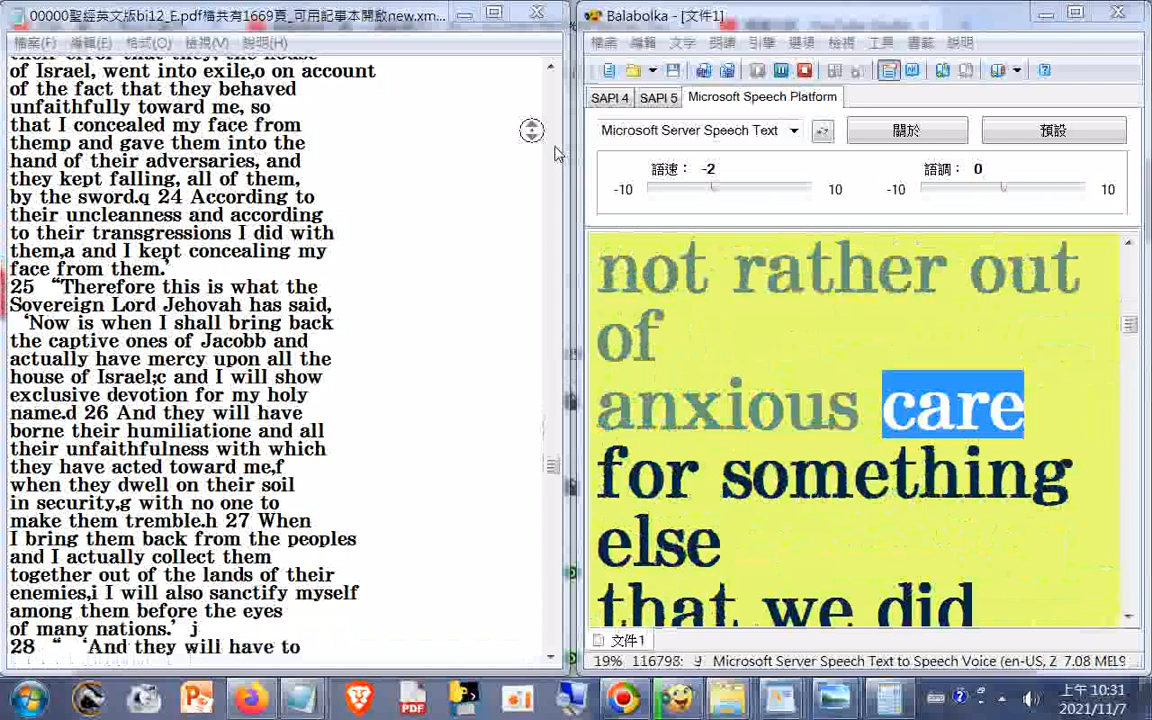 00000聖經英文版bi12_E.pdf檔共有1669頁_可用記事本開啟new.xm...
檔案(F) 編輯(E) 格式(O) 檢視(V) 說明(H)
their error that they, the house
of Israel, went into exile,o on account
of the fact that they behaved
unfaithfully toward me, so
that I concealed my face from
themp and gave them into the
hand of their adversaries, and
they kept falling, all of them,
by the sword.q 24 According to
their uncleanness and according
to their transgressions I did with
them,a and I kept concealing my
face from them.’
25 “Therefore this is what the
Sovereign Lord Jehovah has said,
‘Now is when I shall bring back
the captive ones of Jacobb and
actually have mercy upon all the
house of Israel;c and I will show
exclusive devotion for my holy
name.d 26 And they will have
borne their humiliatione and all
their unfaithfulness with which
they have acted toward me,f
when they dwell on their soil
in security,g with no one to
make them tremble.h 27 When
I bring them back from the peoples
and I actually collect them
together out of the lands of their
enemies,i I will also sanctify myself
among them before the eyes
of many nations.’ j
28 “ ‘And they will have to
Balabolka - [文件1]
檔案 編輯 文字 朗讀 引擎 選項 檢視 工具 書籤 說明
SAPI 4 SAPI 5 Microsoft Speech Platform
Microsoft Server Speech Text 關於 預設
語速： -2 語調： 0
-10 10 -10 10
not rather out
of
anxious care
for something
else
that we did
文件1
19% 116798: 9 Microsoft Server Speech Text to Speech Voice (en-US, Z 7.08 MEL9
PDF
上午 10:31
2021/11/7